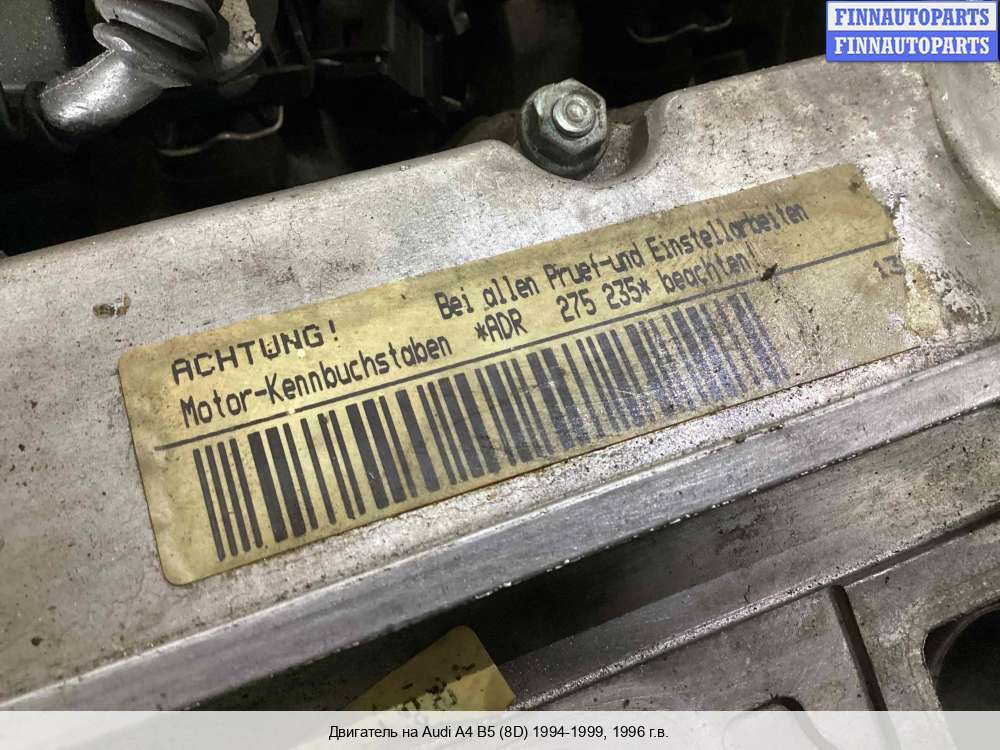 FINNAUTOPARTS
FINNAUTOPARTS
ACHTUNG! Bei allen Pruef-und Einstellarbeiten
Motor-Kennbuchstaben *ADR 275 235* beachten!
13
Двигатель на Audi A4 B5 (8D) 1994-1999, 1996 г.в.